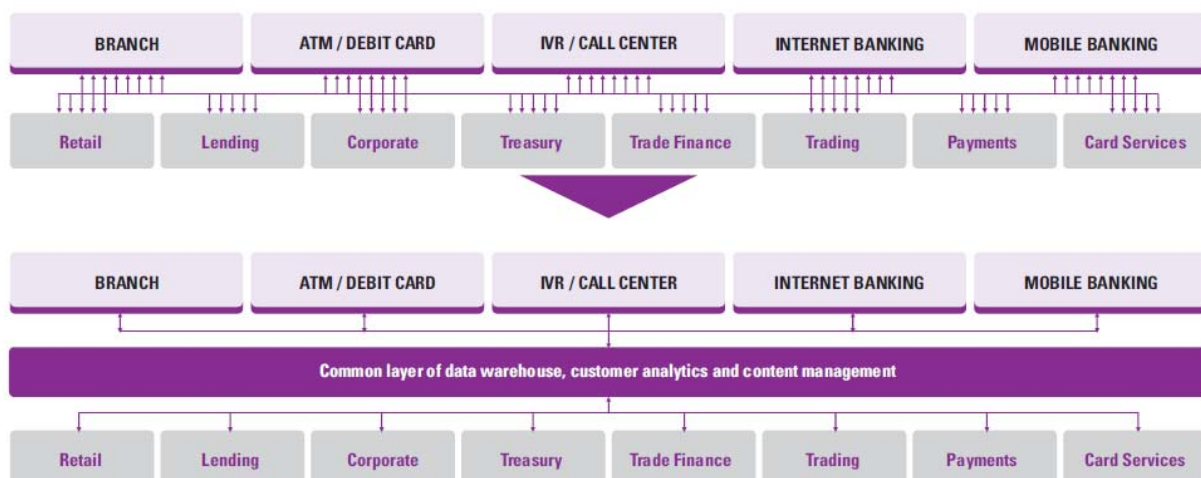 BRANCH
ATM / DEBIT CARD
IVR / CALL CENTER
INTERNET BANKING
MOBILE BANKING
Retail
Lending
Corporate
Treasury
Trade Finance
Trading
Payments
Card Services
BRANCH
ATM / DEBIT CARD
IVR / CALL CENTER
INTERNET BANKING
MOBILE BANKING
Common layer of data warehouse, customer analytics and content management
Retail
Lending
Corporate
Treasury
Trade Finance
Trading
Payments
Card Services